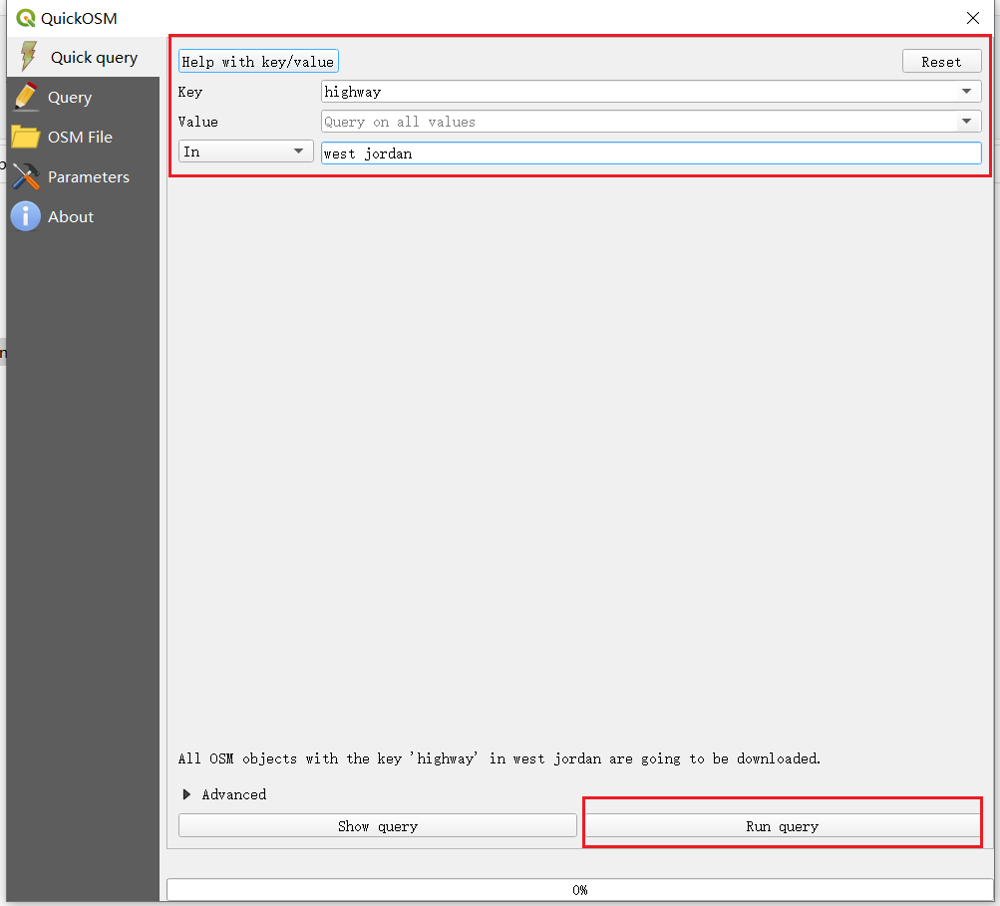 QuickOSM
Quick query
Query
OSM File
Parameters
About
Help with key/value
Reset
Key
highway
Value
Query on all values
In
west jordan
All OSM objects with the key 'highway' in west jordan are going to be downloaded.
Advanced
Show query
Run query
0%